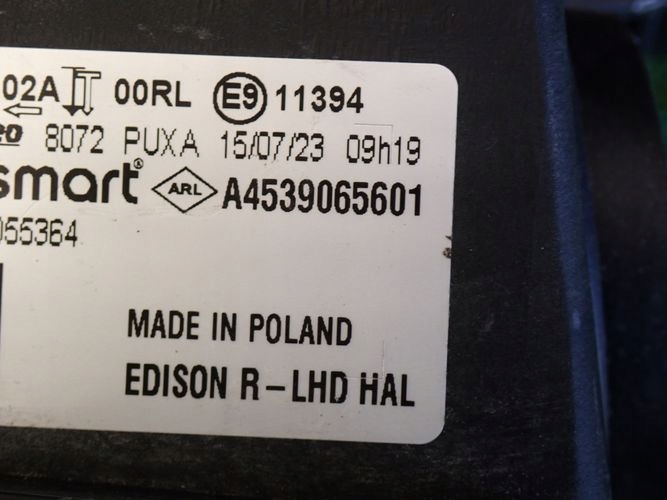 02A 00RL E9 11394
eo 8072 PUXA 15/07/23 09h19
smart ® ARL A4539065601
055364
MADE IN POLAND
EDISON R-LHD HAL